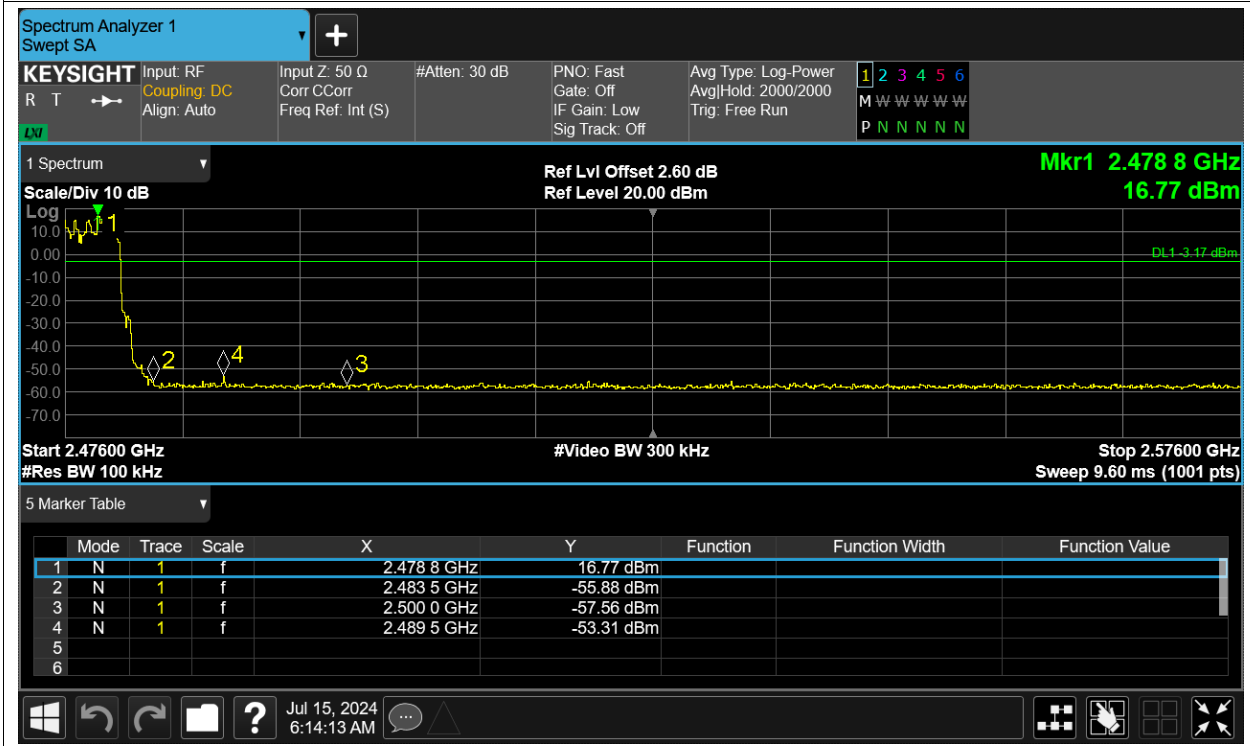 Spectrum Analyzer 1
Swept SA
+
KEYSIGHT
R T
LXI
Input: RF
Coupling: DC
Align: Auto
Input Z: 50 Ω
Corr CCorr
Freq Ref: Int (S)
#Atten: 30 dB
PNO: Fast
Gate: Off
IF Gain: Low
Sig Track: Off
Avg Type: Log-Power
Avg|Hold: 2000/2000
Trig: Free Run
1 2 3 4 5 6
M W W W W W
P N N N N N
1 Spectrum
Scale/Div 10 dB
Ref Lvl Offset 2.60 dB
Ref Level 20.00 dBm
Mkr1 2.478 8 GHz
16.77 dBm
Log
10.0
0.00
-10.0
-20.0
-30.0
-40.0
-50.0
-60.0
-70.0
1
2
4
3
DL1 -3.17 dBm
Start 2.47600 GHz
#Res BW 100 kHz
#Video BW 300 kHz
Stop 2.57600 GHz
Sweep 9.60 ms (1001 pts)
5 Marker Table
Mode Trace Scale X Y Function Function Width Function Value
1 N 1 f 2.478 8 GHz 16.77 dBm
2 N 1 f 2.483 5 GHz -55.88 dBm
3 N 1 f 2.500 0 GHz -57.56 dBm
4 N 1 f 2.489 5 GHz -53.31 dBm
5
6
?
Jul 15, 2024
6:14:13 AM